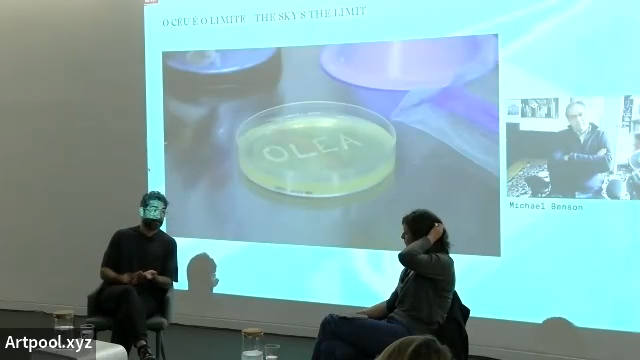 O CÉU É O LIMITE THE SKY'S THE LIMIT
OLEA
Michael Benson
Artpool.xyz